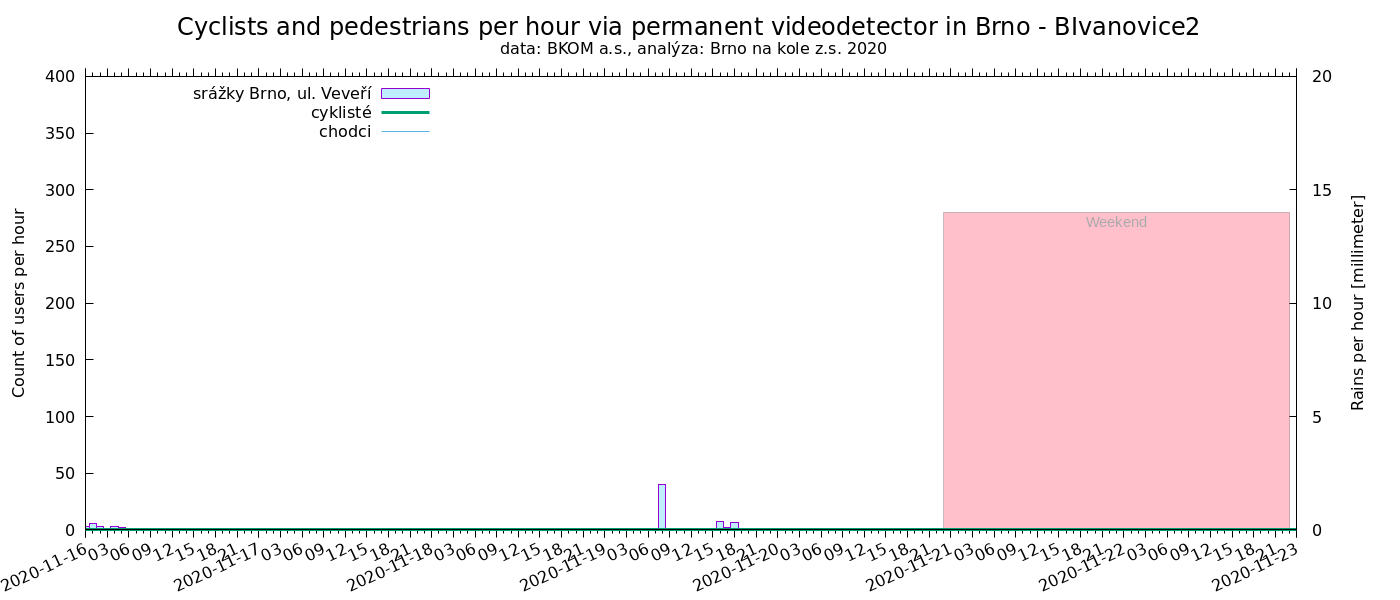 Cyclists and pedestrians per hour via permanent videodetector in Brno - BIvanovice2
data: BKOM a.s., analýza: Brno na kole z.s. 2020
srážky Brno, ul. Veveří
cyklisté
chodci
Weekend
Count of users per hour
400
350
300
250
200
150
100
50
0
Rains per hour [millimeter]
20
15
10
5
0
2020-11-16 03 06 09 12 15 18 21 2020-11-17 03 06 09 12 15 18 21 2020-11-18 03 06 09 12 15 18 21 2020-11-19 03 06 09 12 15 18 21 2020-11-20 03 06 09 12 15 18 21 2020-11-21 03 06 09 12 15 18 21 2020-11-22 03 06 09 12 15 18 21 2020-11-23